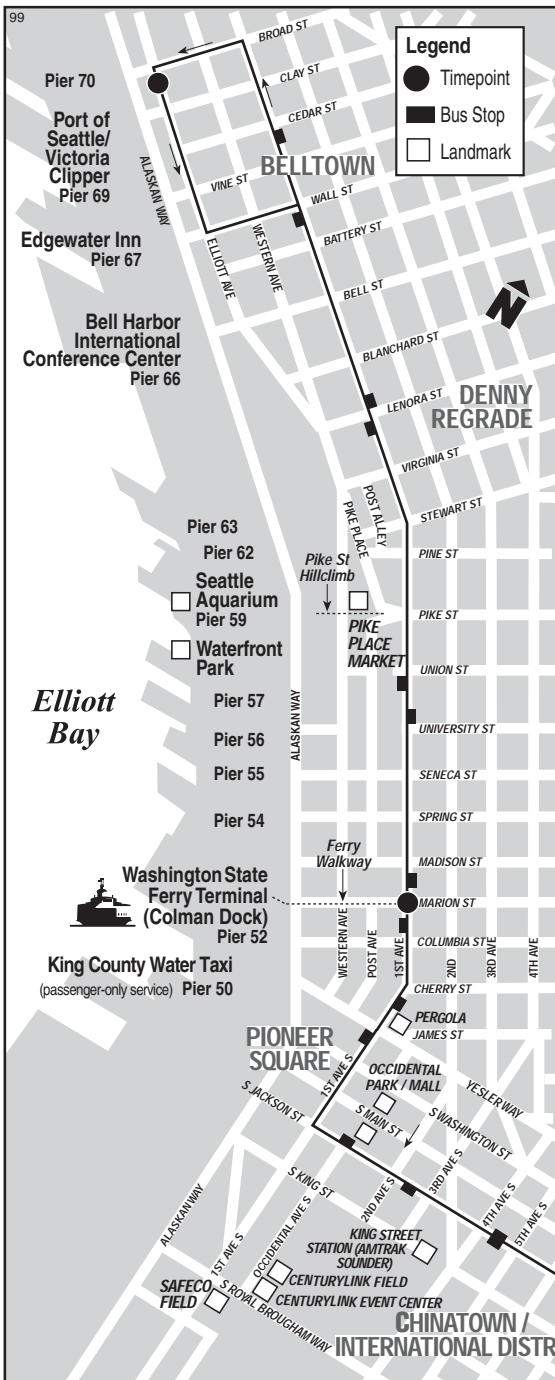 99
BROAD ST
Legend
Timepoint
Bus Stop
Landmark
CLAY ST
Pier 70
CEDAR ST
Port of
Seattle/
Victoria
Clipper
Pier 69
BELLTOWN
VINE ST
WALL ST
ALASKAN WAY
Edgewater Inn
Pier 67
ELLIOTT AVE
WESTERN AVE
BATTERY ST
BELL ST
N
Bell Harbor
International
Conference Center
Pier 66
BLANCHARD ST
DENNY
REGRADE
LENORA ST
VIRGINIA ST
STEWART ST
POST ALLEY
PIKE PLACE
Pier 63
Pier 62
PINE ST
Pike St
Hillclimb
Seattle
Aquarium
Pier 59
PIKE ST
PIKE
PLACE
MARKET
Waterfront
Park
UNION ST
Elliott
Bay
Pier 57
ALASKAN WAY
UNIVERSITY ST
Pier 56
Pier 55
SENECA ST
Pier 54
SPRING ST
Ferry
Walkway
MADISON ST
Washington State
Ferry Terminal
(Colman Dock)
Pier 52
MARION ST
WESTERN AVE
POST AVE
1ST AVE
COLUMBIA ST
2ND
3RD AVE
4TH AVE
King County Water Taxi
(passenger-only service) Pier 50
CHERRY ST
PERGOLA
JAMES ST
PIONEER
SQUARE
1ST AVE S
OCCIDENTAL
PARK / MALL
YESLER WAY
S JACKSON ST
S MAIN ST
S WASHINGTON ST
S KING ST
2ND AVE S
3RD AVE S
4TH AVE S
5TH AVE S
ALASKAN WAY
1ST AVE S
OCCIDENTAL AVE S
KING STREET
STATION (AMTRAK
SOUNDER)
CENTURYLINK FIELD
CENTURYLINK EVENT CENTER
SAFECO
FIELD
S ROYAL BROUGHAM WAY
CHINATOWN /
INTERNATIONAL DISTR